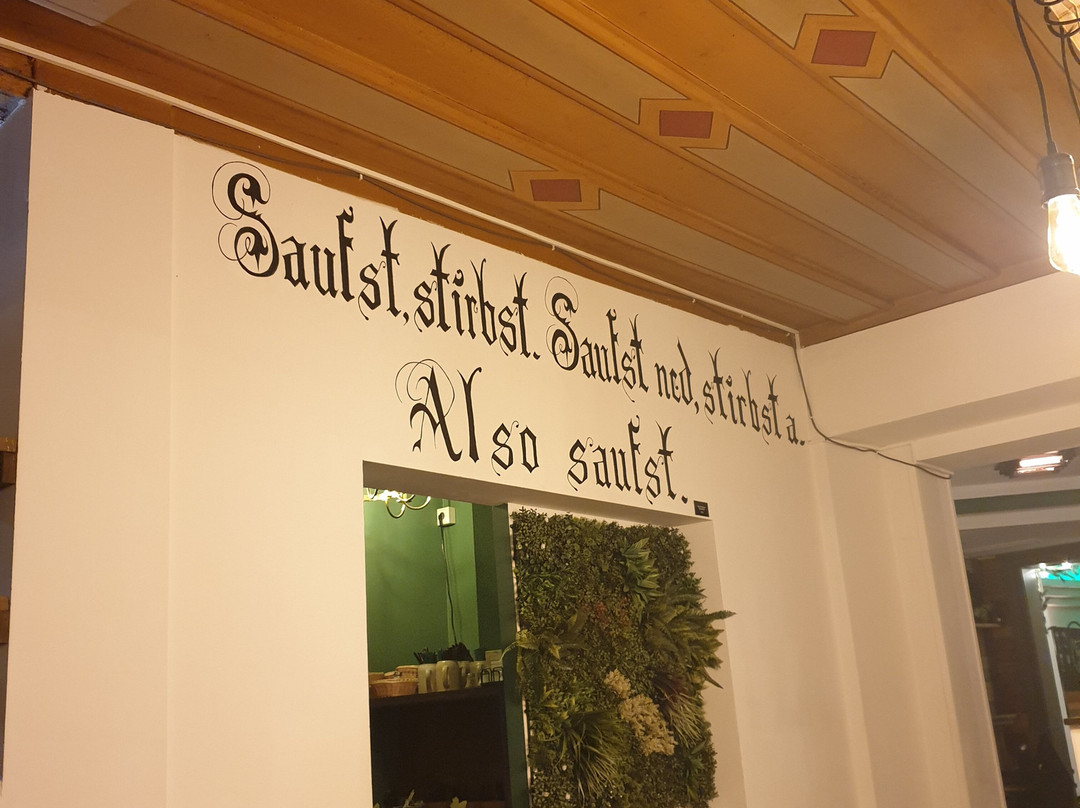 Saufst, stirbst. Saufst ned, stirbst a.
Also saufst.